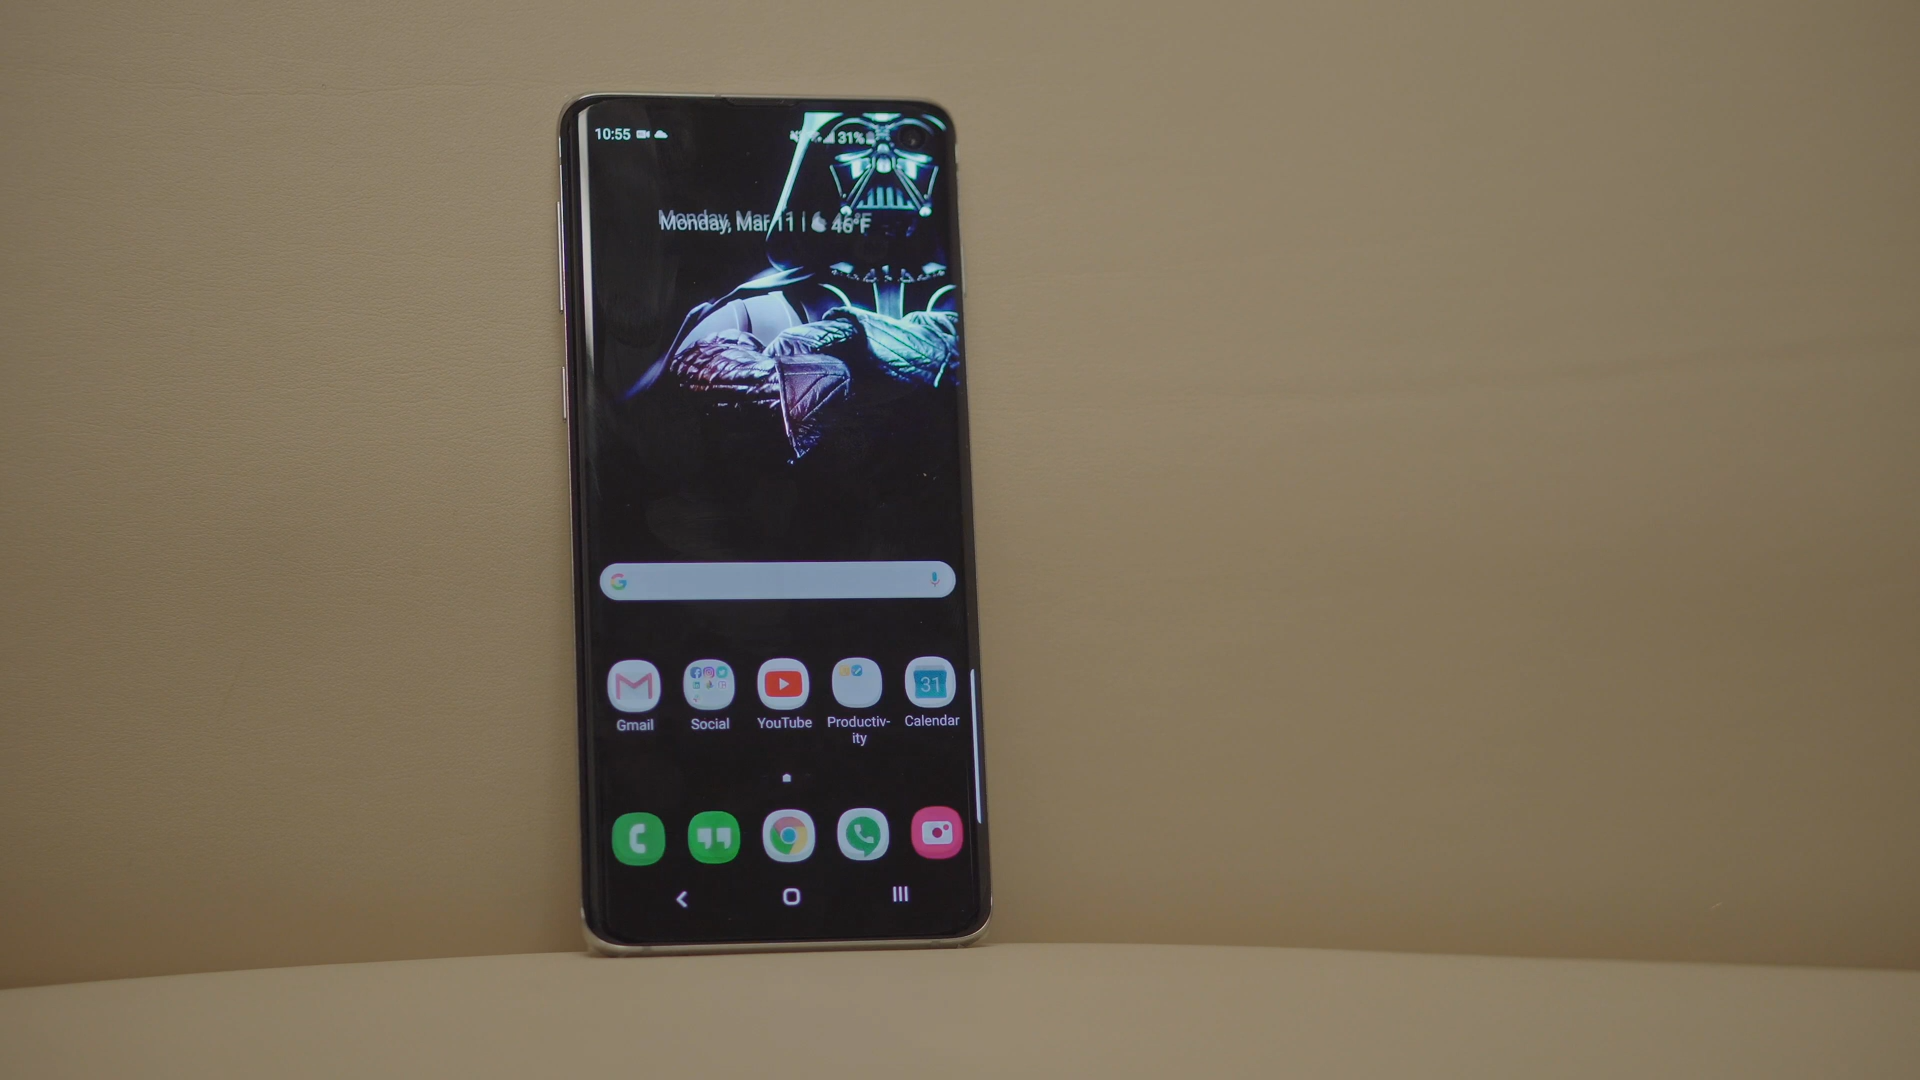 10:55
31%
Monday, Mar 11 | 46°F
Gmail
Social
YouTube
Productiv-
ity
Calendar
31